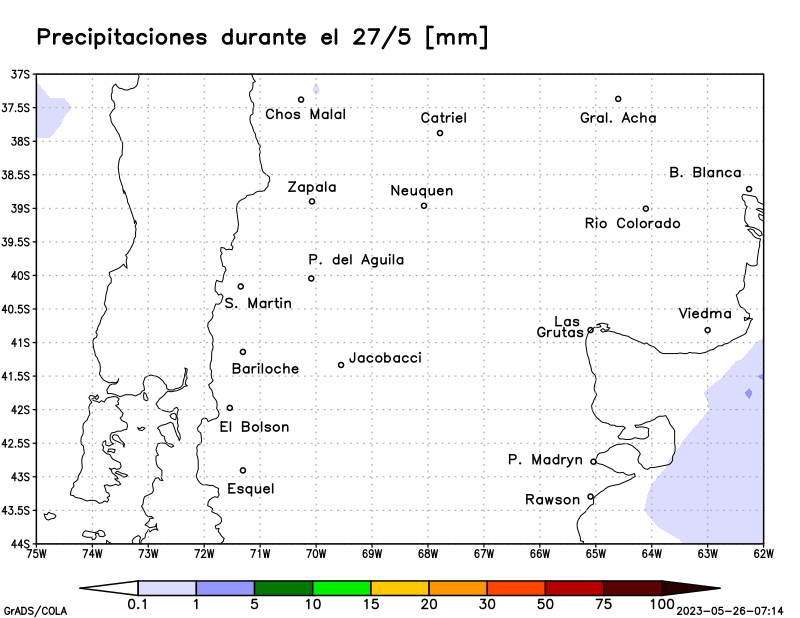 Precipitaciones durante el 27/5 [mm]
37S
37.5S
38S
38.5S
39S
39.5S
40S
40.5S
41S
41.5S
42S
42.5S
43S
43.5S
44S
Chos Malal
Catriel
Gral. Acha
B. Blanca
Zapala
Neuquen
Rio Colorado
P. del Aguila
S. Martin
Viedma
Las
Grutas
Jacobacci
Bariloche
El Bolson
P. Madryn
Esquel
Rawson
75W 74W 73W 72W 71W 70W 69W 68W 67W 66W 65W 64W 63W 62W
0.1 1 5 10 15 20 30 50 75 100
GrADS/COLA
2023-05-26-07:14